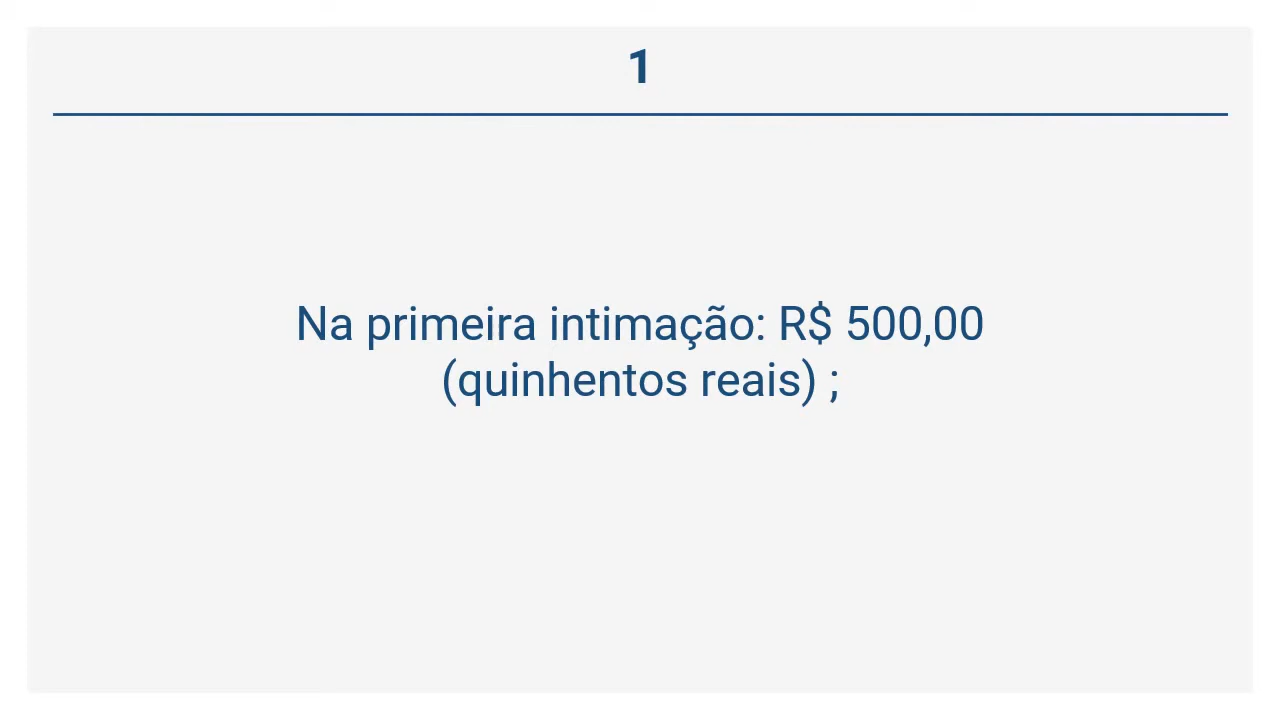 1
Na primeira intimação: R$ 500,00
(quinhentos reais) ;